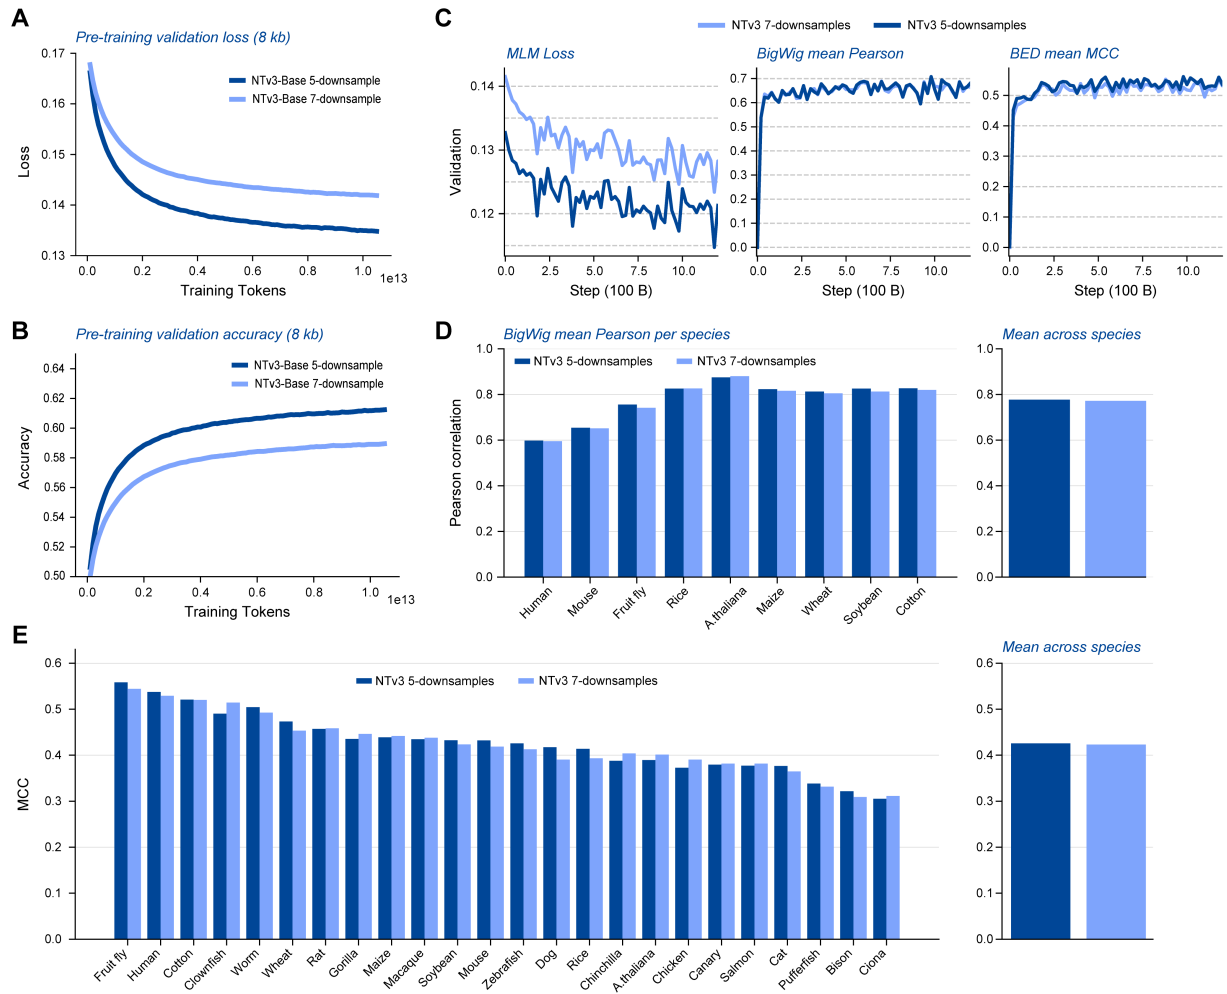 A
Pre-training validation loss (8 kb)
0.17
0.16
0.15
0.14
0.13
Loss
NTv3-Base 5-downsample
NTv3-Base 7-downsample
0.0
0.2
0.4
0.6
0.8
1.0
1e13
Training Tokens
B
Pre-training validation accuracy (8 kb)
0.64
0.62
0.60
0.58
0.56
0.54
0.52
0.50
Accuracy
NTv3-Base 5-downsample
NTv3-Base 7-downsample
0.0
0.2
0.4
0.6
0.8
1.0
1e13
Training Tokens
C
NTv3 7-downsamples
NTv3 5-downsamples
MLM Loss
0.14
0.13
0.12
Validation
0.0
2.5
5.0
7.5
10.0
Step (100 B)
BigWig mean Pearson
0.7
0.6
0.5
0.4
0.3
0.2
0.1
0.0
0.0
2.5
5.0
7.5
10.0
Step (100 B)
BED mean MCC
0.5
0.4
0.3
0.2
0.1
0.0
0.0
2.5
5.0
7.5
10.0
Step (100 B)
D
BigWig mean Pearson per species
1.0
0.8
0.6
0.4
0.2
0.0
Pearson correlation
NTv3 5-downsamples
NTv3 7-downsamples
Human
Mouse
Fruit fly
Rice
A.thaliana
Maize
Wheat
Soybean
Cotton
Mean across species
1.0
0.8
0.6
0.4
0.2
0.0
E
0.6
0.5
0.4
0.3
0.2
0.1
0.0
MCC
NTv3 5-downsamples
NTv3 7-downsamples
Fruit fly
Human
Cotton
Clownfish
Worm
Wheat
Rat
Gorilla
Maize
Macaque
Soybean
Mouse
Zebrafish
Dog
Rice
Chinchilla
A.thaliana
Chicken
Canary
Salmon
Cat
Pufferfish
Bison
Ciona
Mean across species
0.6
0.5
0.4
0.3
0.2
0.1
0.0